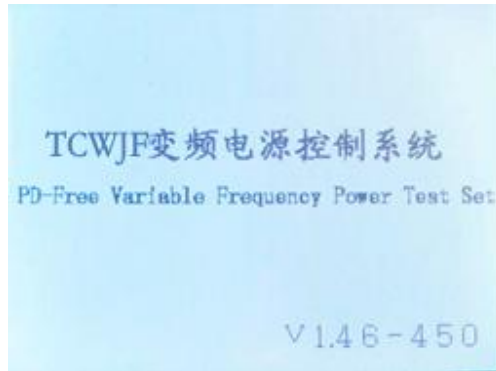 TCWJF变频电源控制系统
PD-Free Variable Frequency Power Test Set
V1.46-450